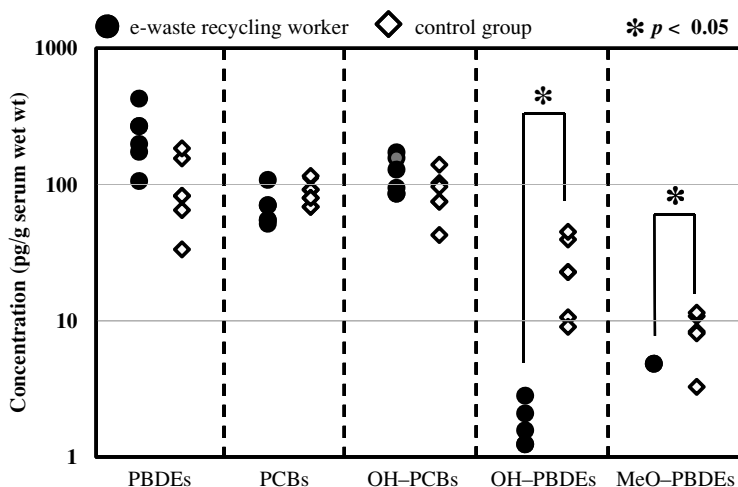 e-waste recycling worker control group * p < 0.05
1000
100
10
1
Concentration (pg/g serum wet wt)
*
*
PBDEs PCBs OH–PCBs OH–PBDEs MeO–PBDEs